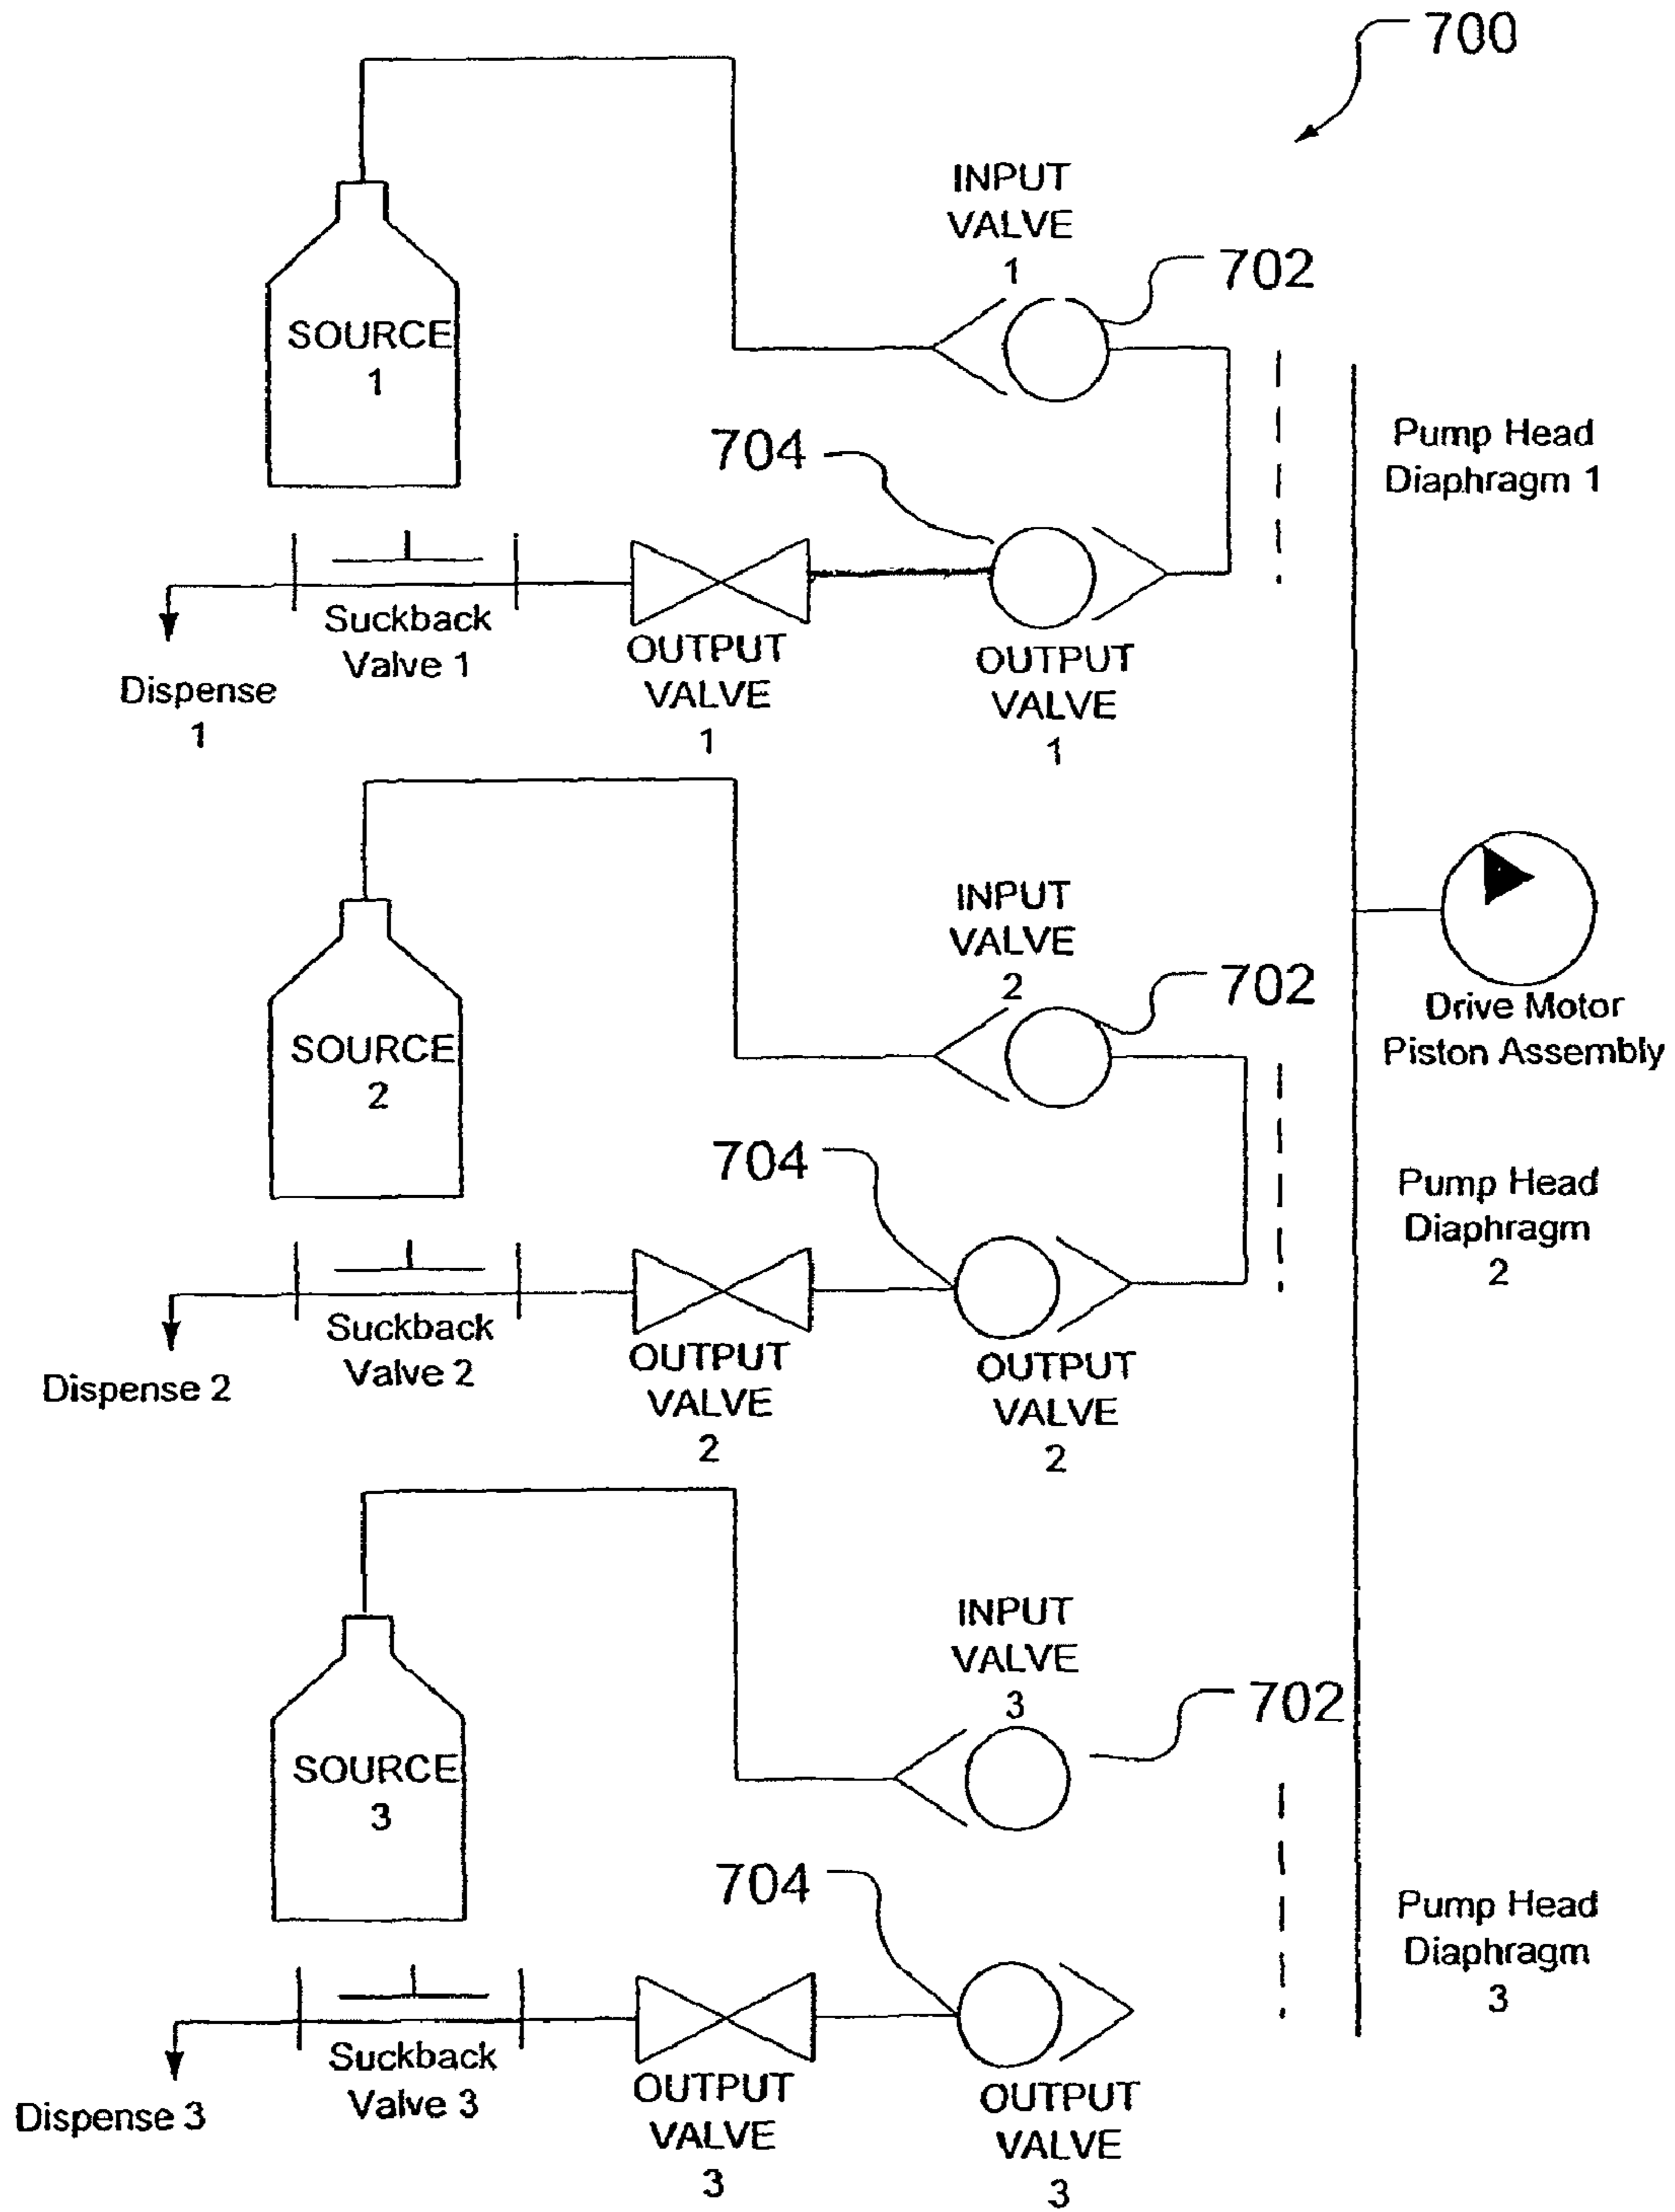 700
INPUT
VALVE
1
702
SOURCE
1
704
Pump Head
Diaphragm 1
Suckback
Valve 1
OUTPUT
VALVE
1
OUTPUT
VALVE
1
Dispense
1
INPUT
VALVE
2
702
Drive Motor
Piston Assembly
SOURCE
2
704
Pump Head
Diaphragm
2
Suckback
Valve 2
OUTPUT
VALVE
2
OUTPUT
VALVE
2
Dispense 2
INPUT
VALVE
3
702
SOURCE
3
704
Pump Head
Diaphragm
3
Suckback
Valve 3
OUTPUT
VALVE
3
OUTPUT
VALVE
3
Dispense 3